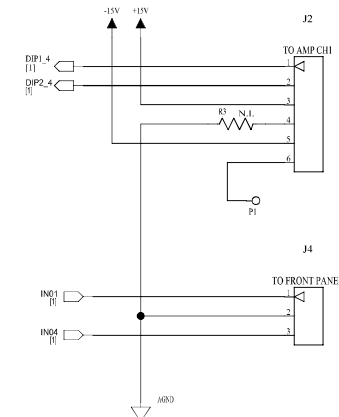 -15V +15V
J2
DIP1_4
[1]
TO AMP CH1
1
DIP2_4
[1]
2
3
R3 N.I.
4
5
6
P1
J4
TO FRONT PANE
IN01
[1]
1
2
IN04
[1]
3
AGND